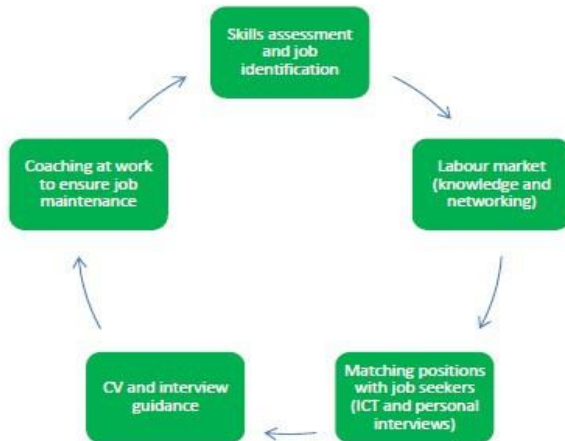 Skills assessment
and job
identification
Labour market
(knowledge and
networking)
Matching positions
with job seekers
(ICT and personal
interviews)
CV and interview
guidance
Coaching at work
to ensure job
maintenance